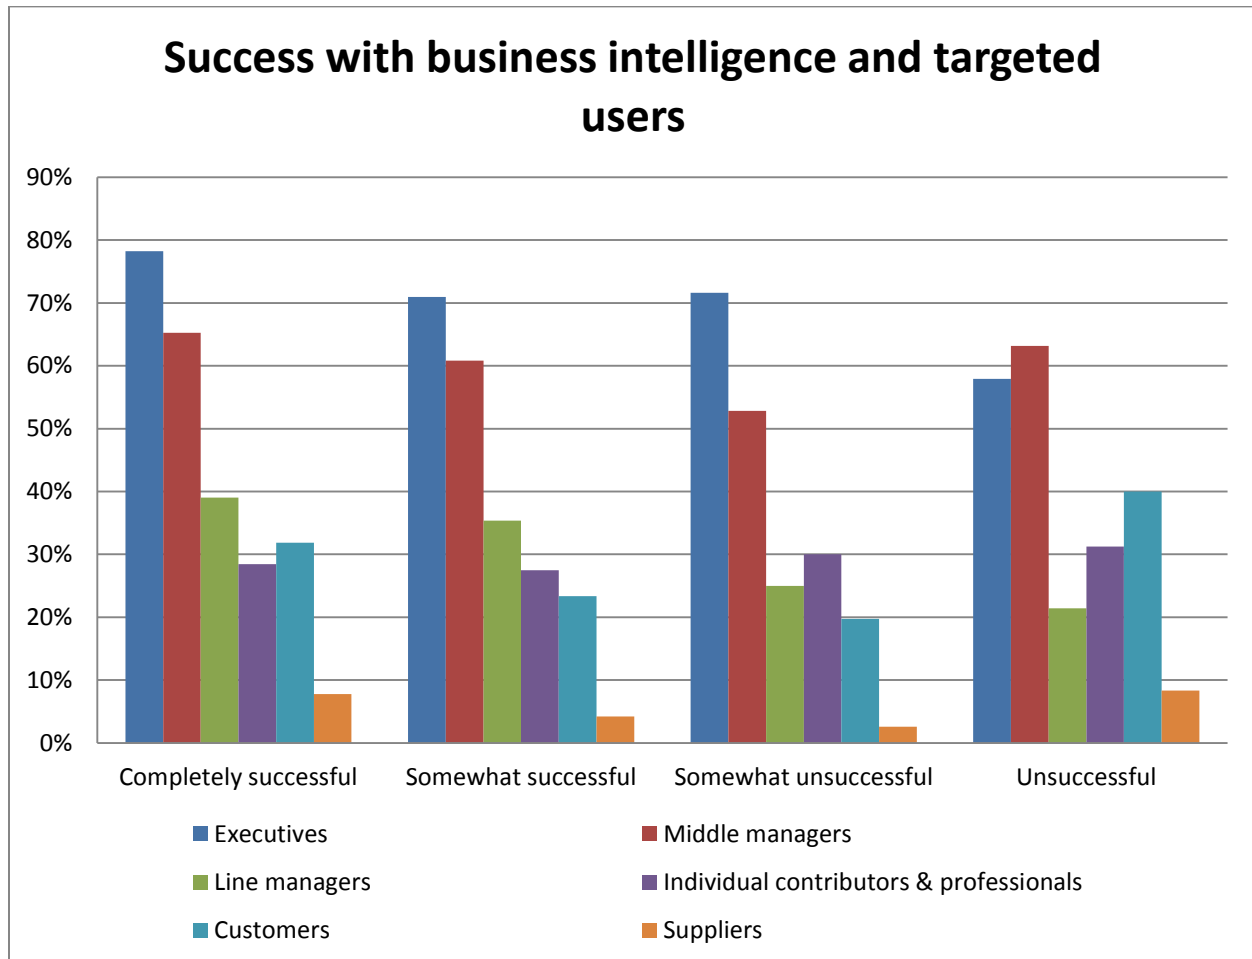 Success with business intelligence and targeted
users
90%
80%
70%
60%
50%
40%
30%
20%
10%
0%
Completely successful
Somewhat successful
Somewhat unsuccessful
Unsuccessful
Executives
Middle managers
Line managers
Individual contributors & professionals
Customers
Suppliers